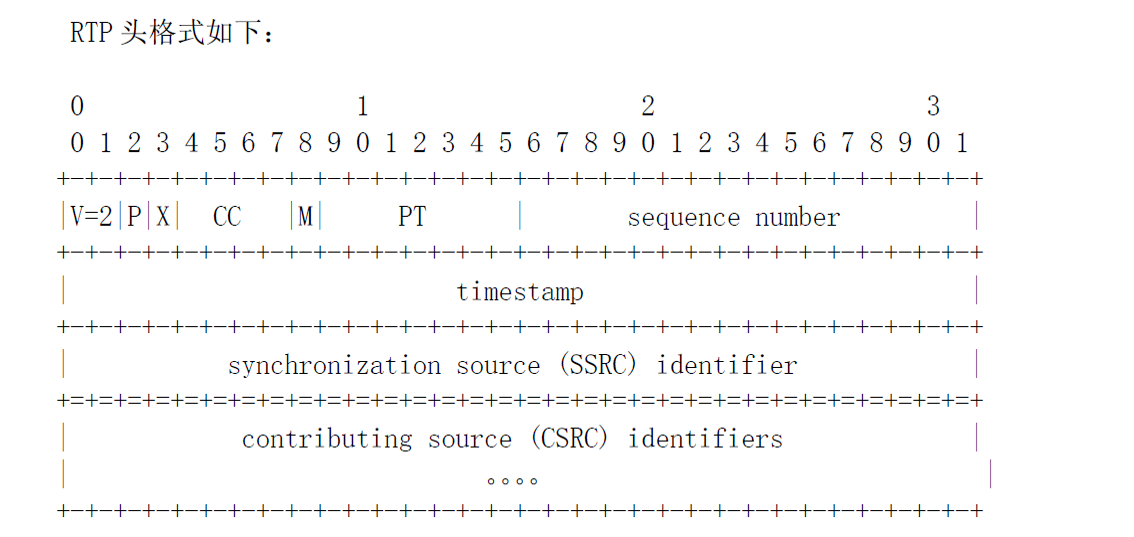 RTP 头格式如下：
0                   1                   2                   3
0 1 2 3 4 5 6 7 8 9 0 1 2 3 4 5 6 7 8 9 0 1 2 3 4 5 6 7 8 9 0 1
+-+-+-+-+-+-+-+-+-+-+-+-+-+-+-+-+-+-+-+-+-+-+-+-+-+-+-+-+-+-+-+-+
|V=2|P|X|  CC   |M|     PT      |       sequence number         |
+-+-+-+-+-+-+-+-+-+-+-+-+-+-+-+-+-+-+-+-+-+-+-+-+-+-+-+-+-+-+-+-+
|                           timestamp                           |
+-+-+-+-+-+-+-+-+-+-+-+-+-+-+-+-+-+-+-+-+-+-+-+-+-+-+-+-+-+-+-+-+
|           synchronization source (SSRC) identifier            |
+=+=+=+=+=+=+=+=+=+=+=+=+=+=+=+=+=+=+=+=+=+=+=+=+=+=+=+=+=+=+=+=+
|            contributing source (CSRC) identifiers             |
|                             。。。。                              |
+-+-+-+-+-+-+-+-+-+-+-+-+-+-+-+-+-+-+-+-+-+-+-+-+-+-+-+-+-+-+-+-+